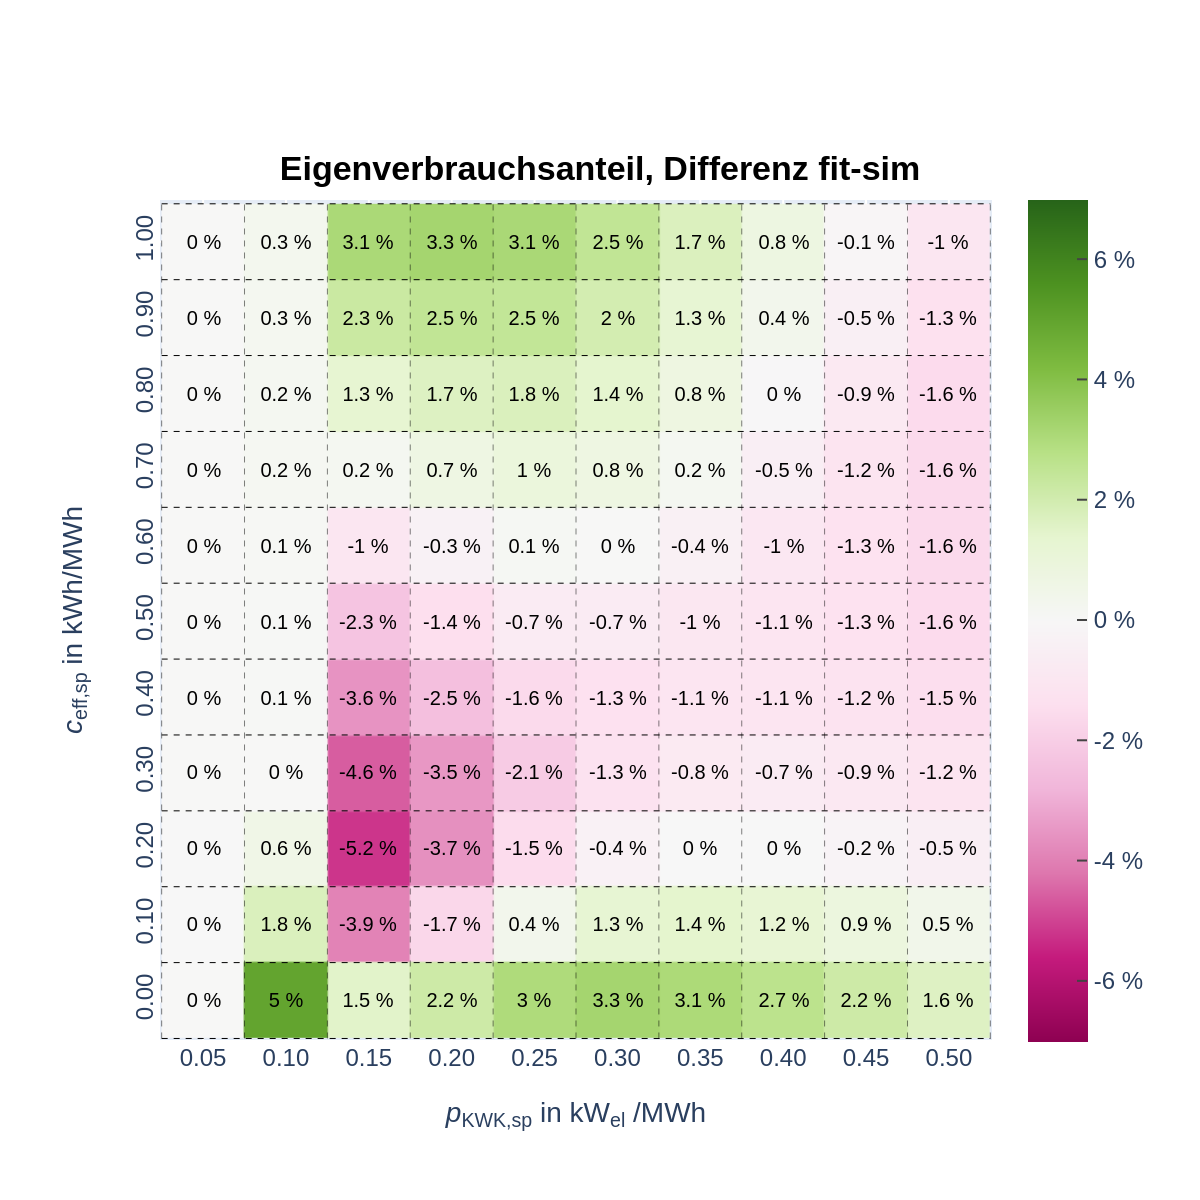 Eigenverbrauchsanteil, Differenz fit-sim
1.00 0 % 0.3 % 3.1 % 3.3 % 3.1 % 2.5 % 1.7 % 0.8 % -0.1 % -1 %
0.90 0 % 0.3 % 2.3 % 2.5 % 2.5 % 2 % 1.3 % 0.4 % -0.5 % -1.3 %
0.80 0 % 0.2 % 1.3 % 1.7 % 1.8 % 1.4 % 0.8 % 0 % -0.9 % -1.6 %
0.70 0 % 0.2 % 0.2 % 0.7 % 1 % 0.8 % 0.2 % -0.5 % -1.2 % -1.6 %
0.60 0 % 0.1 % -1 % -0.3 % 0.1 % 0 % -0.4 % -1 % -1.3 % -1.6 %
0.50 0 % 0.1 % -2.3 % -1.4 % -0.7 % -0.7 % -1 % -1.1 % -1.3 % -1.6 %
0.40 0 % 0.1 % -3.6 % -2.5 % -1.6 % -1.3 % -1.1 % -1.1 % -1.2 % -1.5 %
0.30 0 % 0 % -4.6 % -3.5 % -2.1 % -1.3 % -0.8 % -0.7 % -0.9 % -1.2 %
0.20 0 % 0.6 % -5.2 % -3.7 % -1.5 % -0.4 % 0 % 0 % -0.2 % -0.5 %
0.10 0 % 1.8 % -3.9 % -1.7 % 0.4 % 1.3 % 1.4 % 1.2 % 0.9 % 0.5 %
0.00 0 % 5 % 1.5 % 2.2 % 3 % 3.3 % 3.1 % 2.7 % 2.2 % 1.6 %
0.05 0.10 0.15 0.20 0.25 0.30 0.35 0.40 0.45 0.50
pKWK,sp in kWel /MWh
ceff,sp in kWh/MWh
6 %
4 %
2 %
0 %
-2 %
-4 %
-6 %